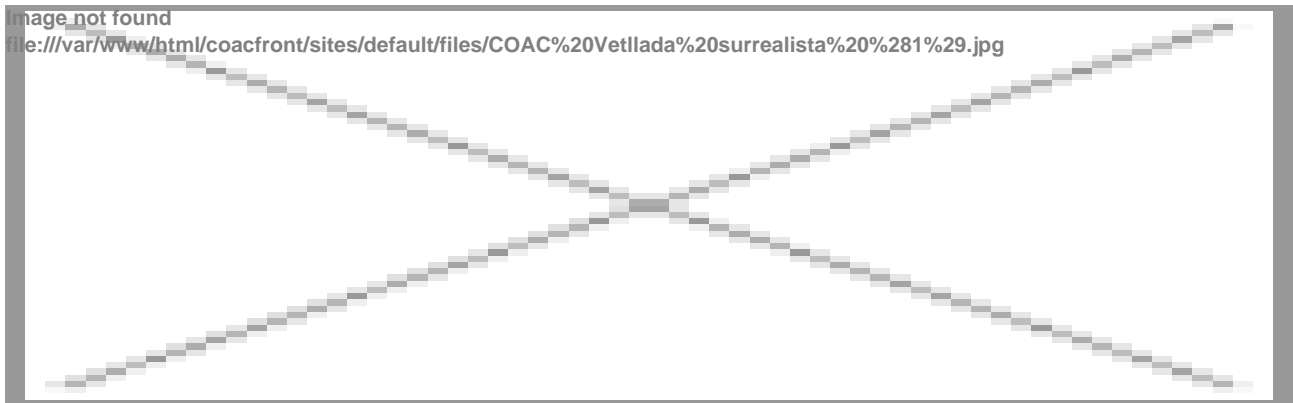 Image not found
file:///var/www/html/coacfront/sites/default/files/COAC%20Vetllada%20surrealista%20%281%29.jpg